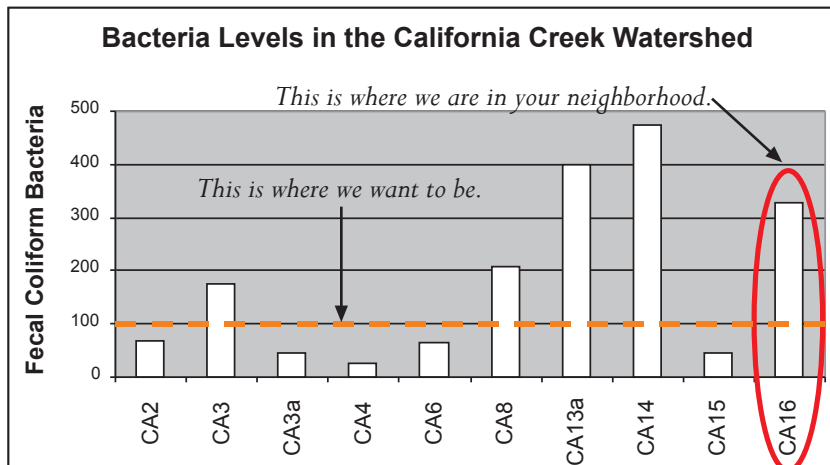 Bacteria Levels in the California Creek Watershed
This is where we are in your neighborhood.
This is where we want to be.
Fecal Coliform Bacteria
500
400
300
200
100
0
CA2
CA3
CA3a
CA4
CA6
CA8
CA13a
CA14
CA15
CA16